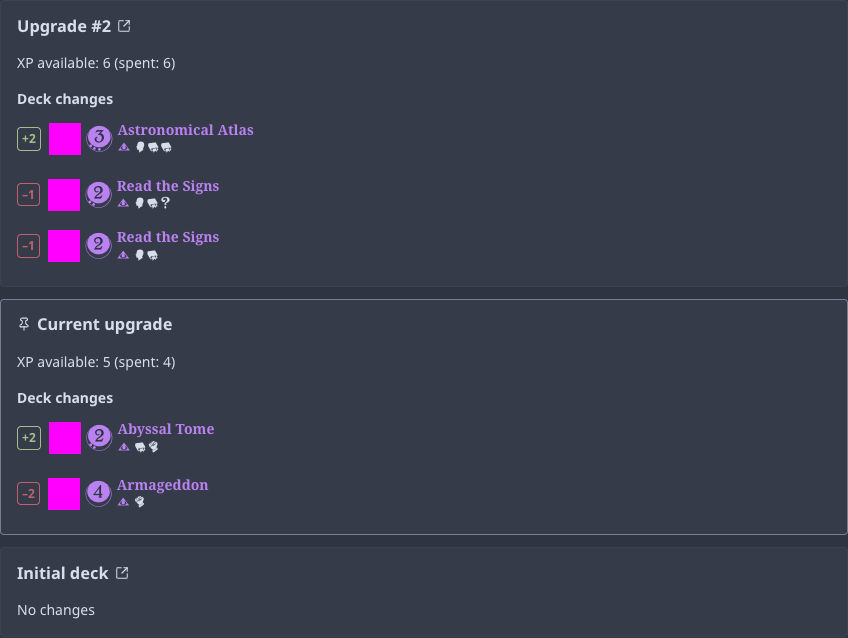 Upgrade #2
XP available: 6 (spent: 6)
Deck changes
+2 3 Astronomical Atlas
–1 2 Read the Signs
?
–1 2 Read the Signs
Current upgrade
XP available: 5 (spent: 4)
Deck changes
+2 2 Abyssal Tome
–2 4 Armageddon
Initial deck
No changes